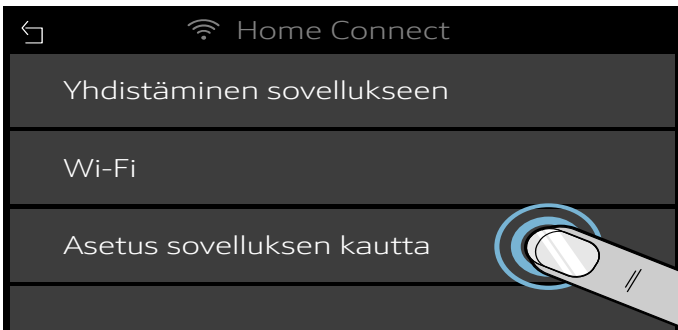 Home Connect
Yhdistäminen sovellukseen
Wi-Fi
Asetus sovelluksen kautta